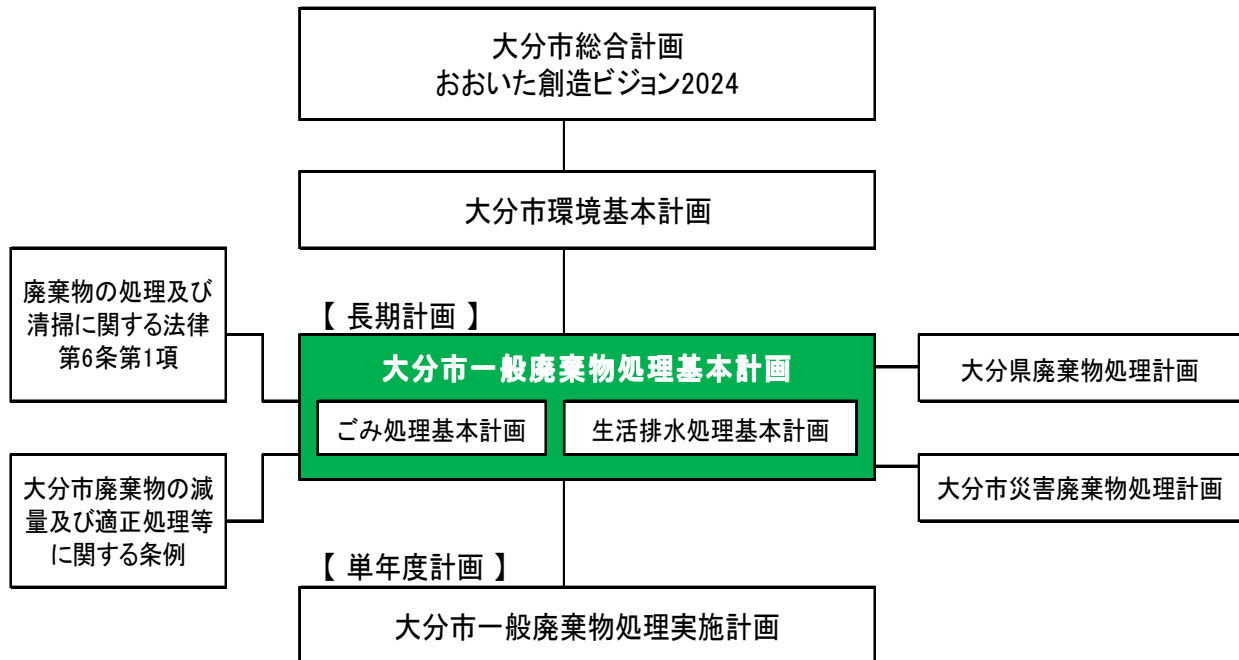 大分市総合計画
おおいた創造ビジョン2024
大分市環境基本計画
廃棄物の処理及び
清掃に関する法律
第6条第1項
【 長期計画 】
大分市一般廃棄物処理基本計画
ごみ処理基本計画
生活排水処理基本計画
大分県廃棄物処理計画
大分市廃棄物の減
量及び適正処理等
に関する条例
大分市災害廃棄物処理計画
【 単年度計画 】
大分市一般廃棄物処理実施計画